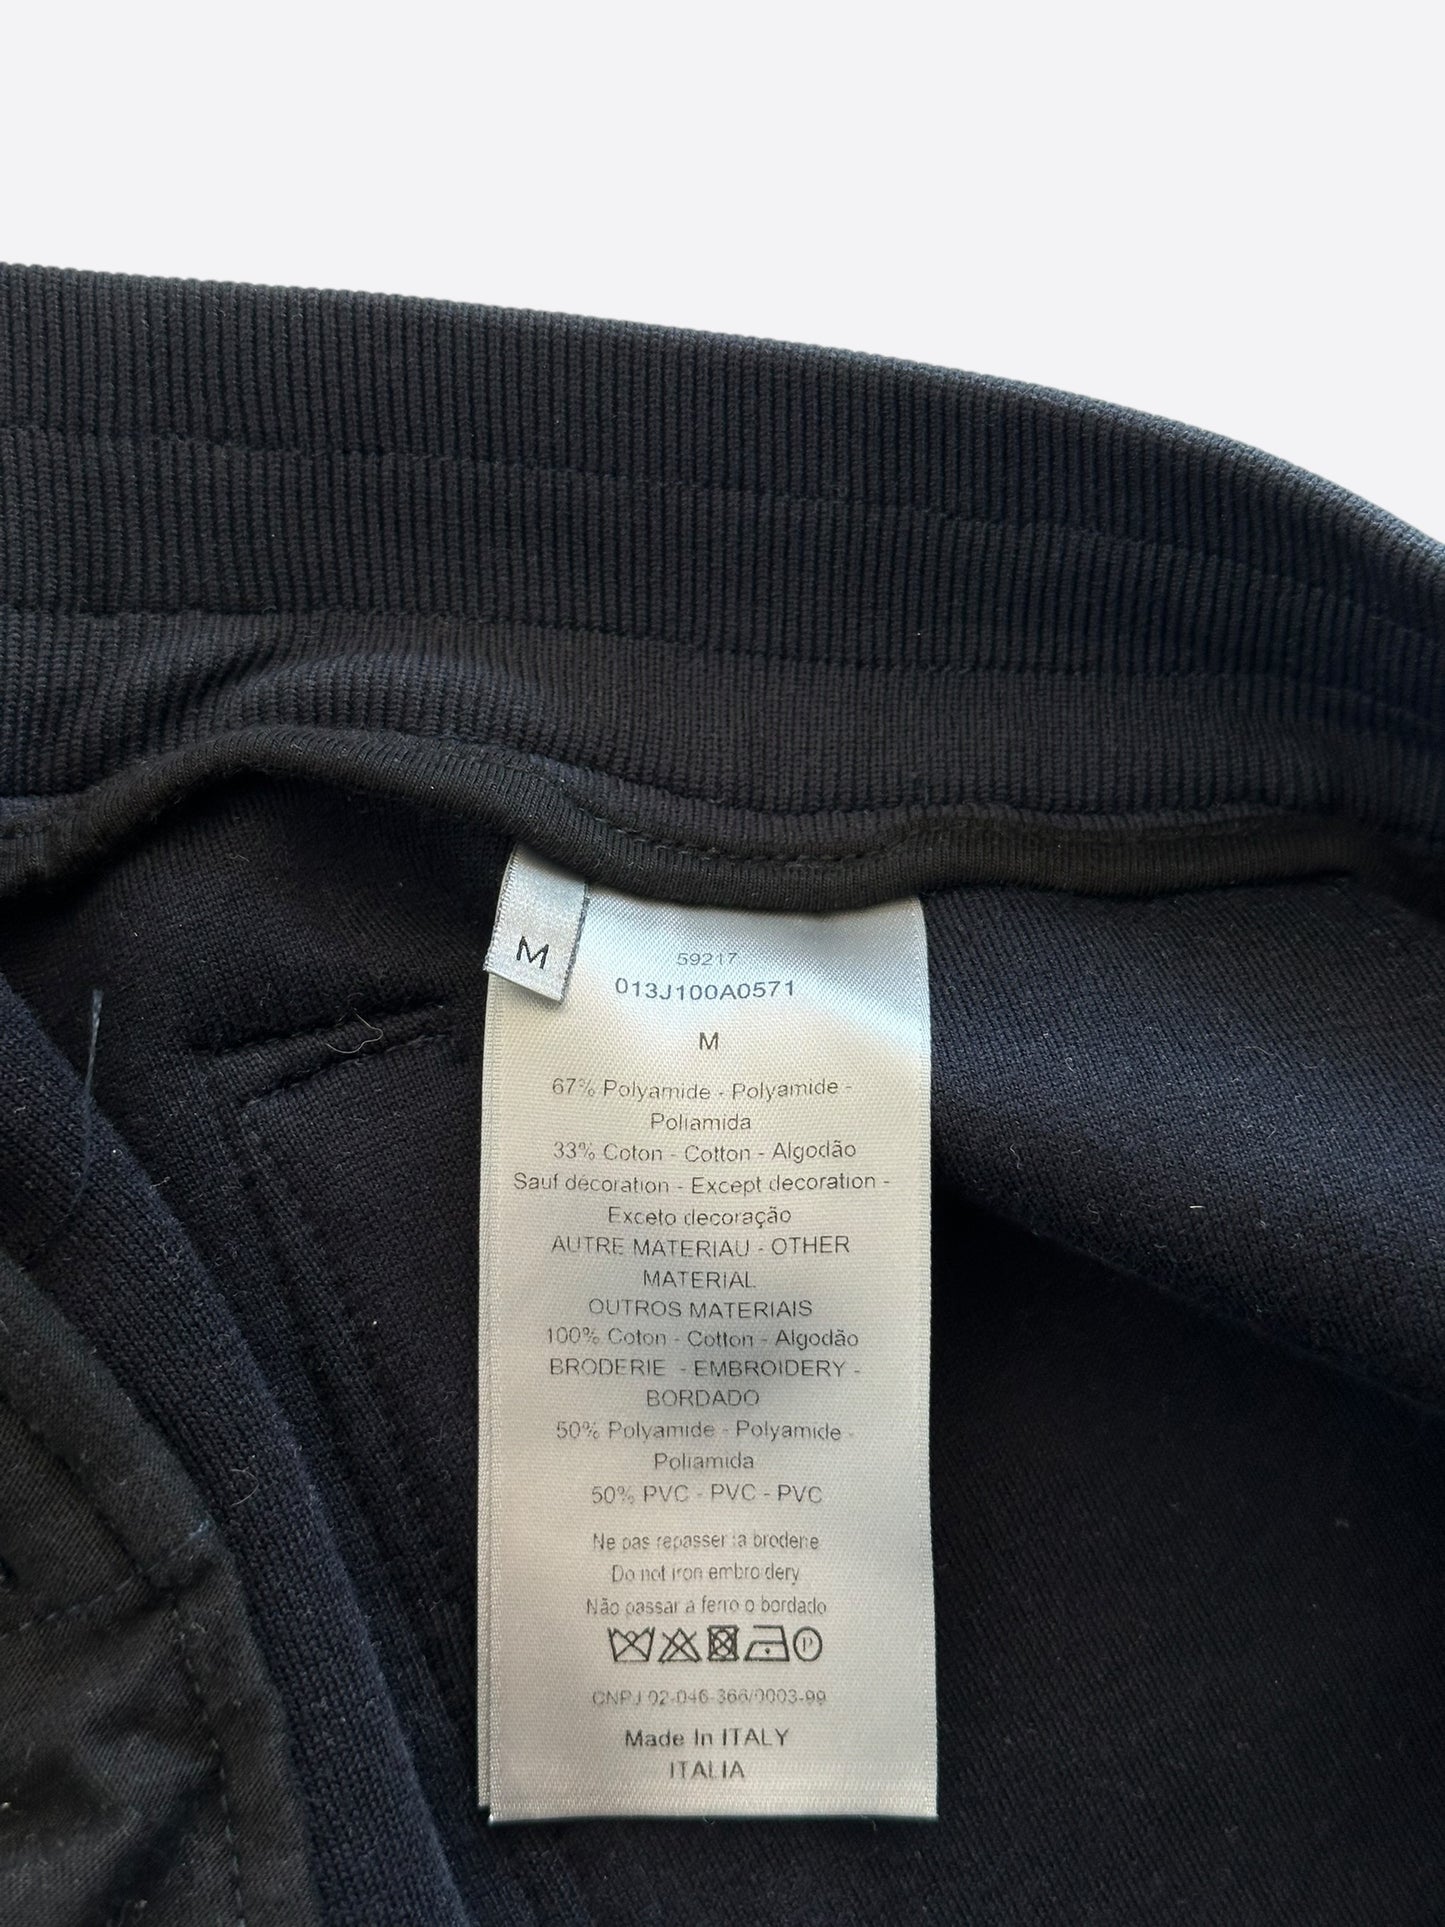 M
59217
013J100A0571
M
67% Polyamide - Polyamide -
Poliamida
33% Coton - Cotton - Algodão
Sauf décoration - Except decoration -
Exceto decoração
AUTRE MATERIAU - OTHER
MATERIAL
OUTROS MATERIAIS
100% Coton - Cotton - Algodão
BRODERIE - EMBROIDERY -
BORDADO
50% Polyamide - Polyamide -
Poliamida
50% PVC - PVC - PVC
Ne pas repasser la broderie
Do not iron embroidery
Não passar a ferro o bordado
P
CNPJ 02-046-366/0003-99
Made In ITALY
ITALIA